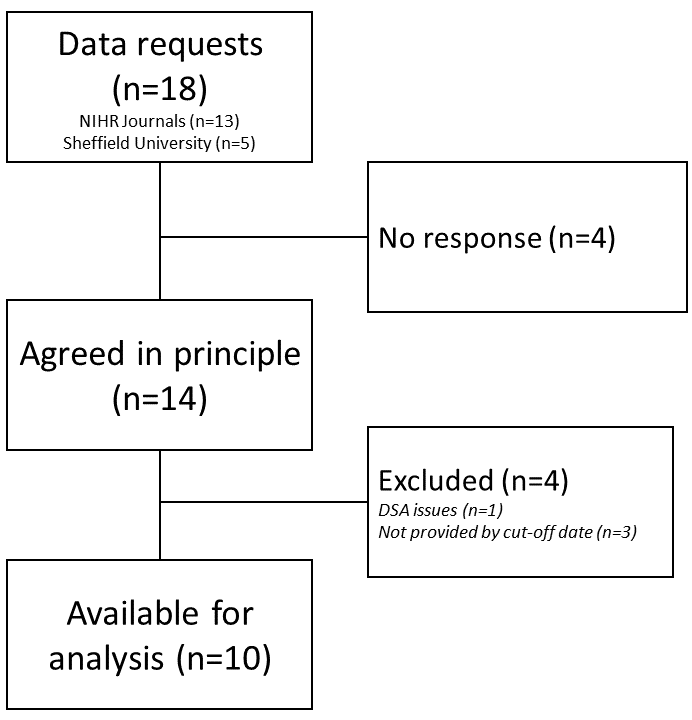 Data requests
(n=18)
NIHR Journals (n=13)
Sheffield University (n=5)
No response (n=4)
Agreed in principle
(n=14)
Excluded (n=4)
DSA issues (n=1)
Not provided by cut-off date (n=3)
Available for
analysis (n=10)